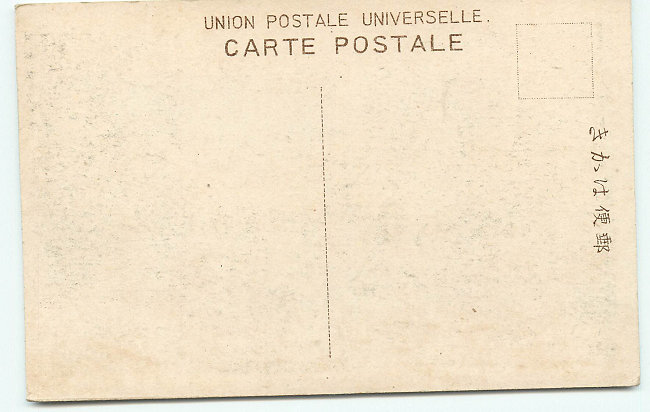 UNION POSTALE UNIVERSELLE.
CARTE POSTALE
きかは便郵